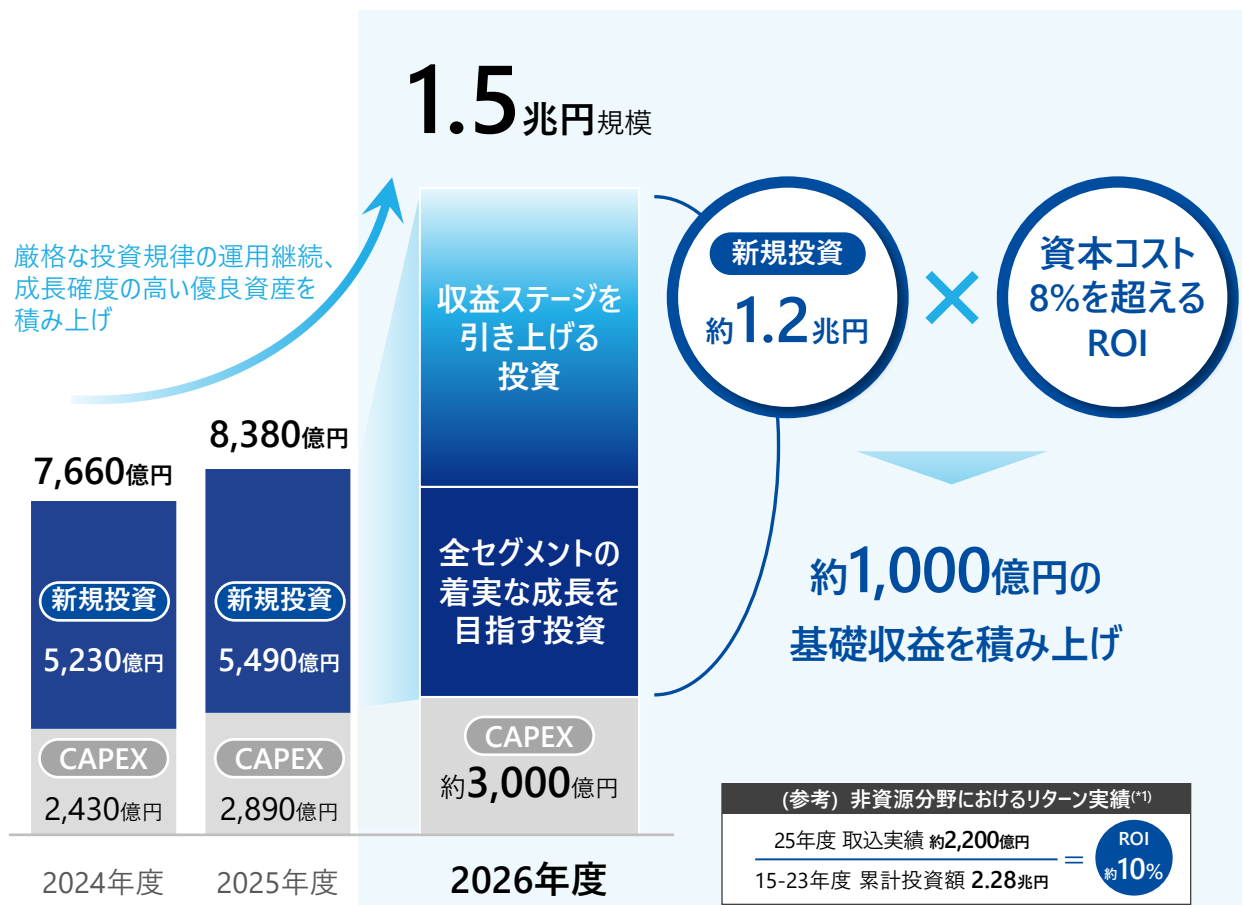 1.5兆円規模
厳格な投資規律の運用継続、
成長確度の高い優良資産を
積み上げ
7,660億円
新規投資
5,230億円
CAPEX
2,430億円
2024年度
8,380億円
新規投資
5,490億円
CAPEX
2,890億円
2025年度
収益ステージを
引き上げる
投資
全セグメントの
着実な成長を
目指す投資
CAPEX
約3,000億円
2026年度
新規投資
約1.2兆円
×
資本コスト
8%を超える
ROI
約1,000億円の
基礎収益を積み上げ
(参考) 非資源分野におけるリターン実績(*1)
25年度 取込実績 約2,200億円
15-23年度 累計投資額 2.28兆円
=
ROI
約10%